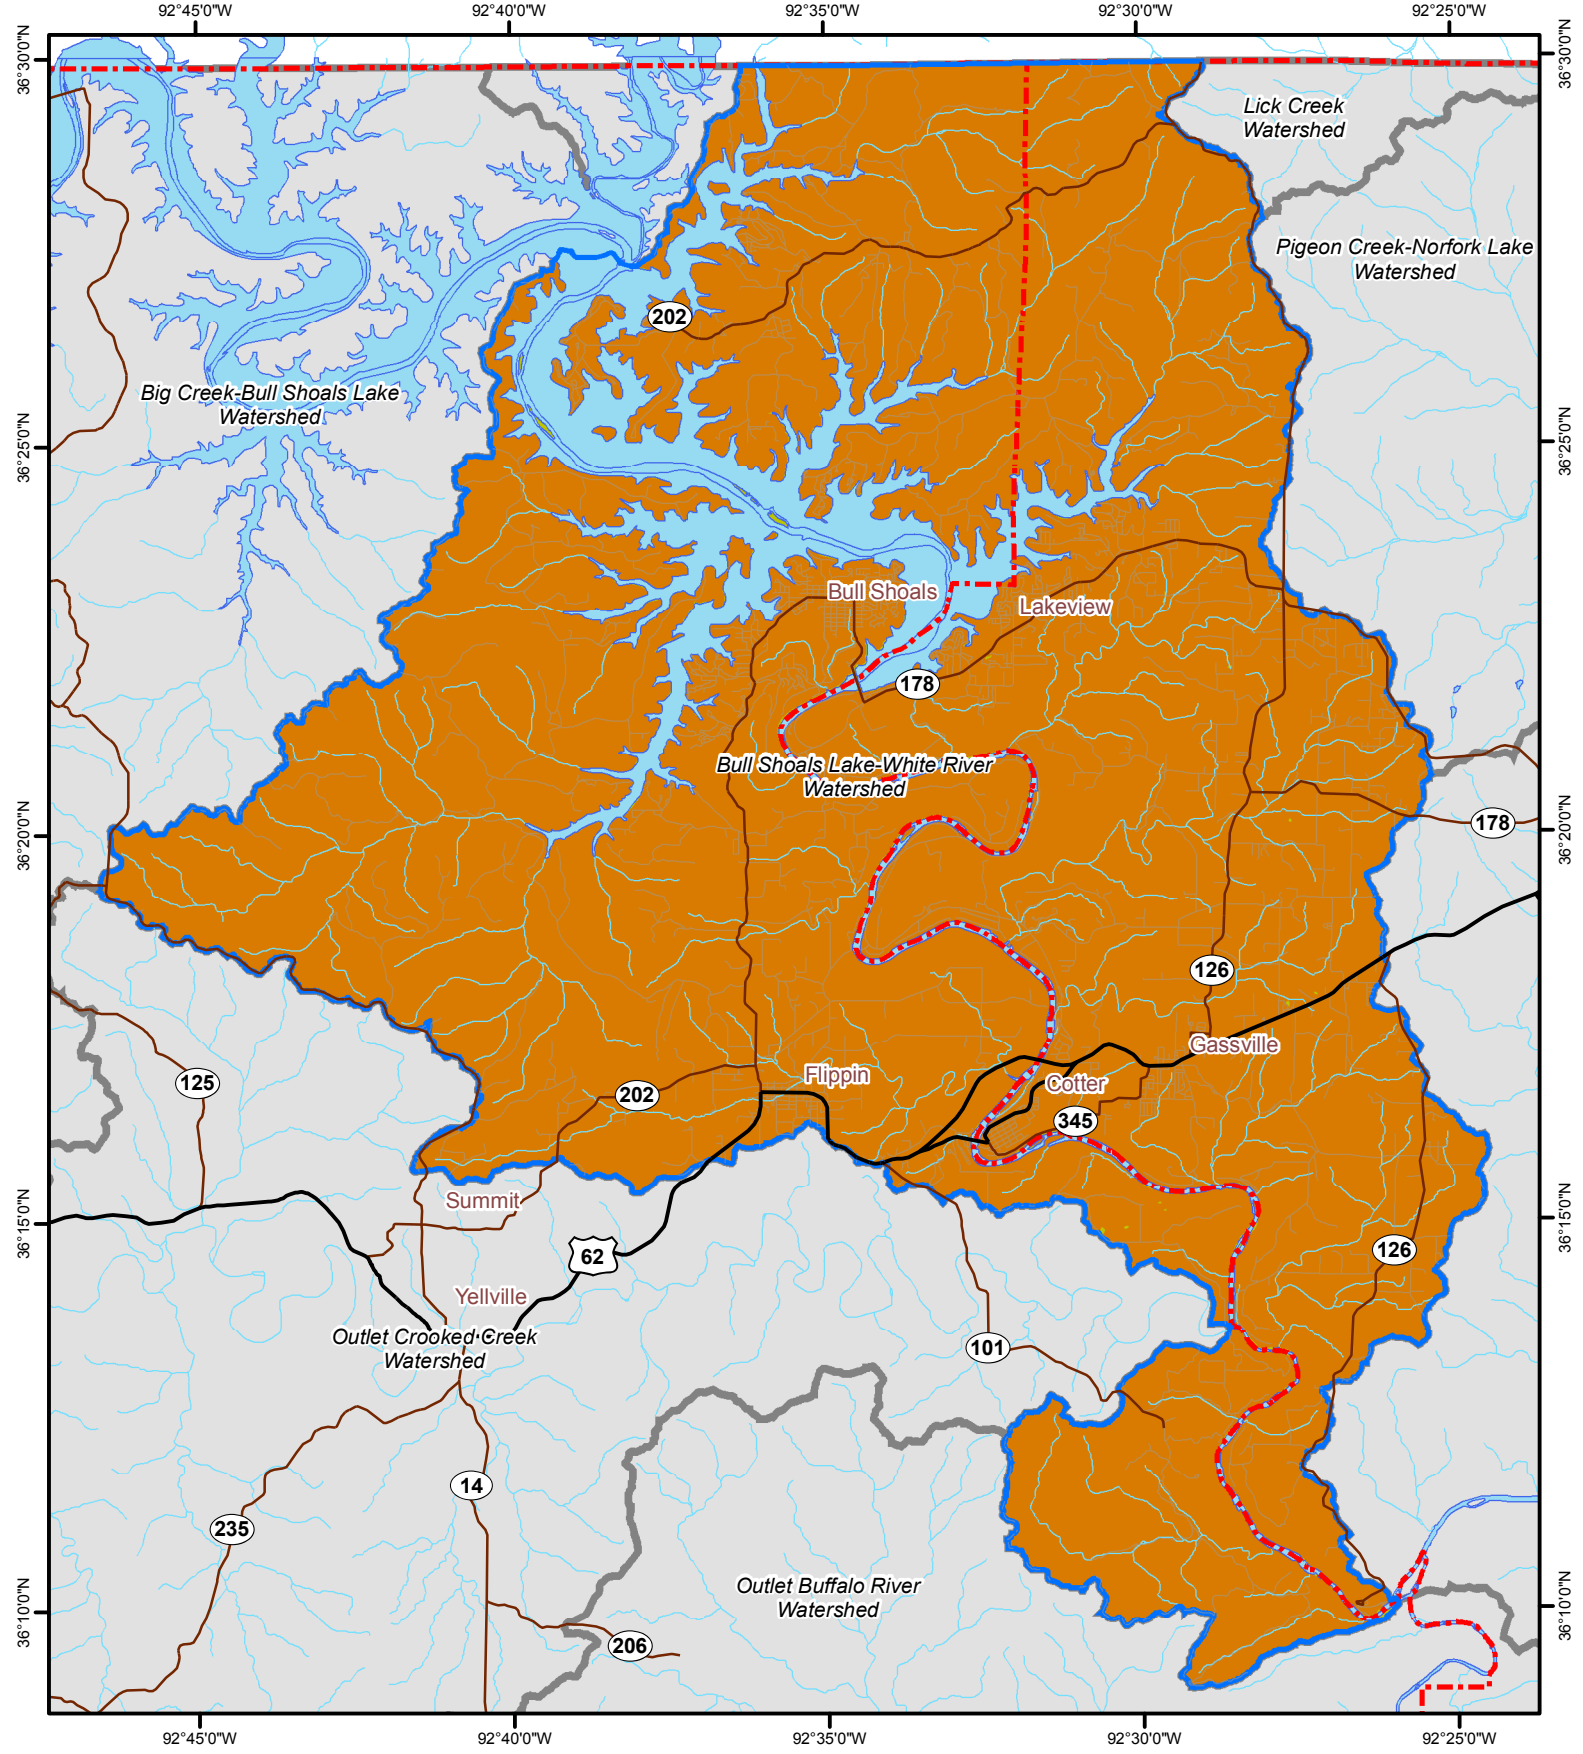 92°45'0"W
92°40'0"W
92°35'0"W
92°30'0"W
92°25'0"W
36°30'0"N
36°30'0"N
Lick Creek
Watershed
Pigeon Creek-Norfork Lake
Watershed
202
Big Creek-Bull Shoals Lake
Watershed
36°25'0"N
36°25'0"N
Bull Shoals
Lakeview
178
Bull Shoals Lake-White River
Watershed
178
36°20'0"N
36°20'0"N
126
Gassville
Flippin
Cotter
125
202
345
Summit
36°15'0"N
36°15'0"N
62
126
Yellville
Outlet Crooked Creek
Watershed
101
14
235
Outlet Buffalo River
Watershed
36°10'0"N
36°10'0"N
206
92°45'0"W
92°40'0"W
92°35'0"W
92°30'0"W
92°25'0"W